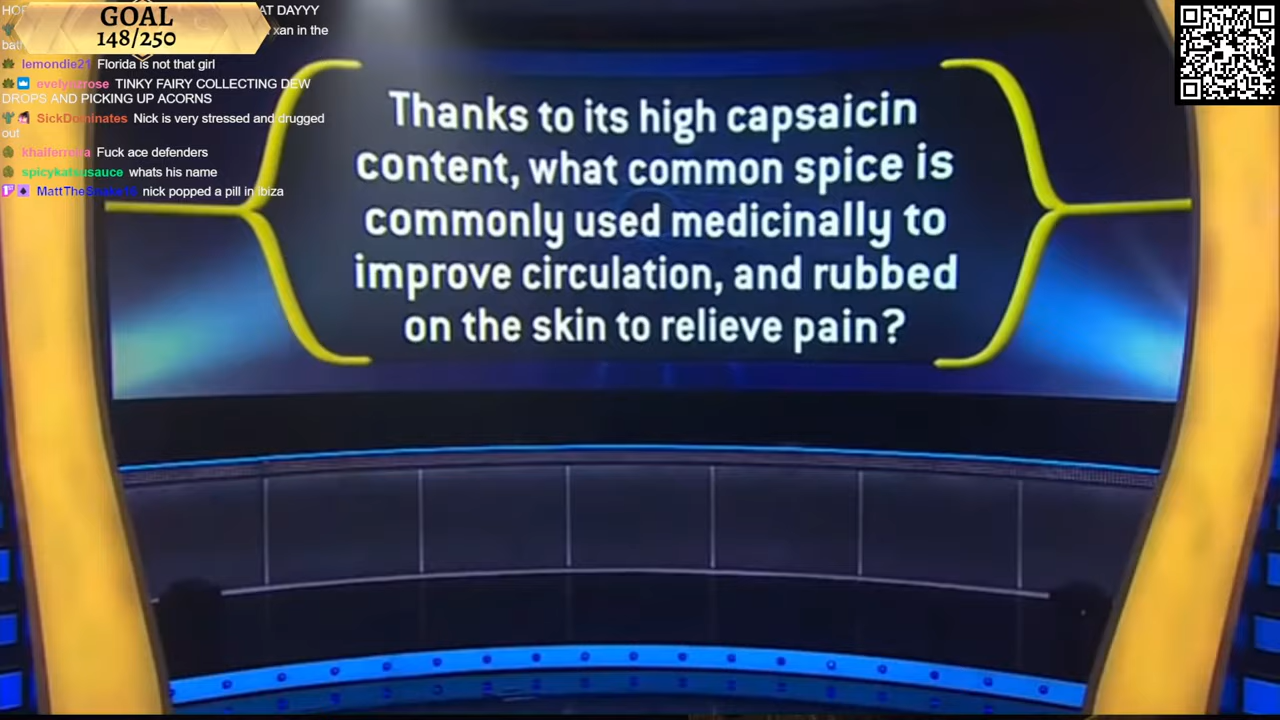 AT DAYYY
GOAL
148/250
xan in the
lemondie21 Florida is not that girl
TINKY FAIRY COLLECTING DEW
DROPS AND PICKING UP ACORNS
SickDominates Nick is very stressed and drugged
out
Fuck ace defenders
spicykatsusauce whats his name
nick popped a pill in ibiza
Thanks to its high capsaicin
content, what common spice is
commonly used medicinally to
improve circulation, and rubbed
on the skin to relieve pain?